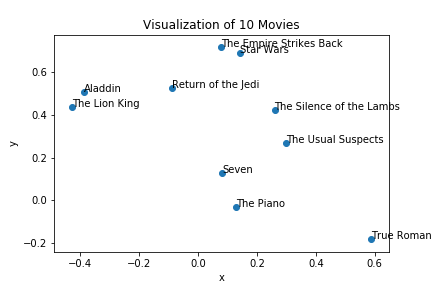 Visualization of 10 Movies
The Empire Strikes Back
Star Wars
Aladdin
Return of the Jedi
The Lion King
The Silence of the Lambs
The Usual Suspects
Seven
The Piano
True Roman
0.6
0.4
0.2
0.0
−0.2
y
−0.4
−0.2
0.0
0.2
0.4
0.6
x